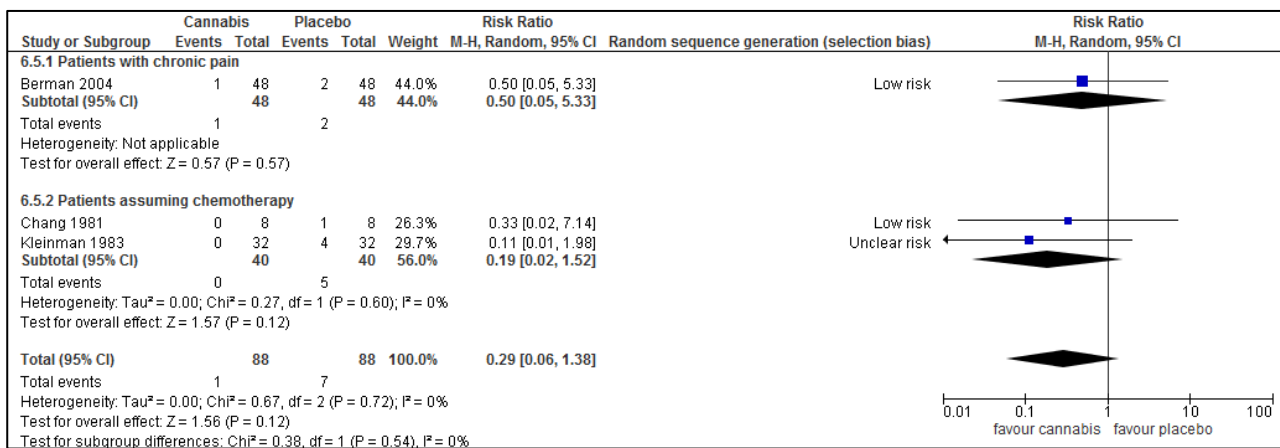 Cannabis Placebo Risk Ratio Risk Ratio
Study or Subgroup Events Total Events Total Weight M-H, Random, 95% CI Random sequence generation (selection bias) M-H, Random, 95% CI
6.5.1 Patients with chronic pain
Berman 2004 1 48 2 48 44.0% 0.50 [0.05, 5.33] Low risk
Subtotal (95% CI) 48 48 44.0% 0.50 [0.05, 5.33]
Total events 1 2
Heterogeneity: Not applicable
Test for overall effect: Z = 0.57 (P = 0.57)
6.5.2 Patients assuming chemotherapy
Chang 1981 0 8 1 8 26.3% 0.33 [0.02, 7.14] Low risk
Kleinman 1983 0 32 4 32 29.7% 0.11 [0.01, 1.98] Unclear risk
Subtotal (95% CI) 40 40 56.0% 0.19 [0.02, 1.52]
Total events 0 5
Heterogeneity: Tau² = 0.00; Chi² = 0.27, df = 1 (P = 0.60); I² = 0%
Test for overall effect: Z = 1.57 (P = 0.12)
Total (95% CI) 88 88 100.0% 0.29 [0.06, 1.38]
Total events 1 7
Heterogeneity: Tau² = 0.00; Chi² = 0.67, df = 2 (P = 0.72); I² = 0%
Test for overall effect: Z = 1.56 (P = 0.12)
Test for subgroup differences: Chi² = 0.38, df = 1 (P = 0.54), I² = 0%
0.01 0.1 1 10 100
favour cannabis favour placebo